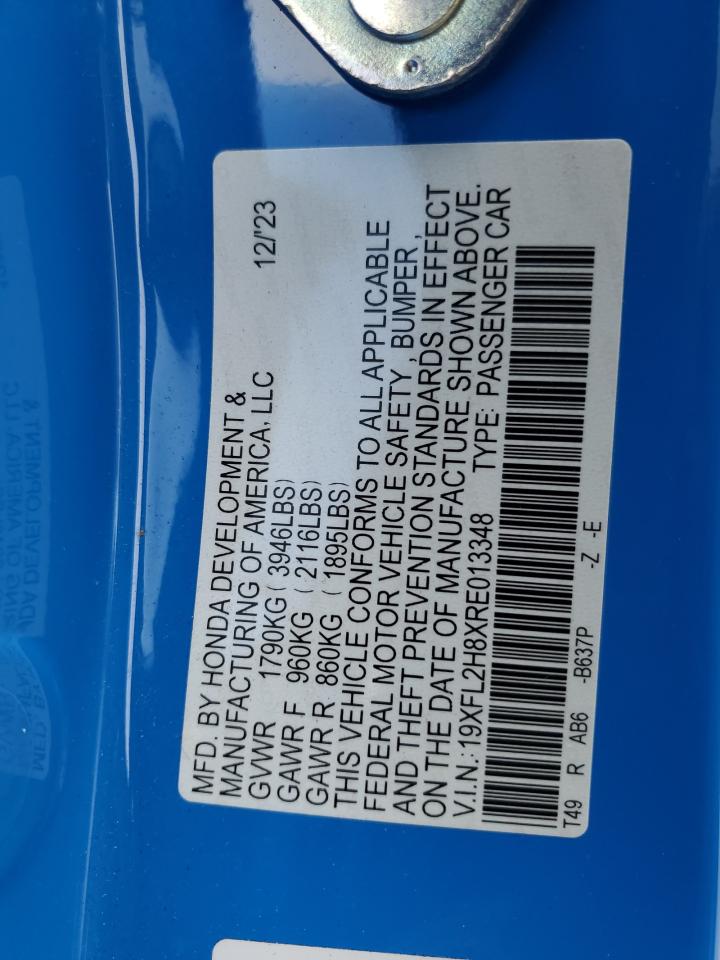 MFD. BY HONDA DEVELOPMENT &
MANUFACTURING OF AMERICA, LLC 12/'23
GVWR 1790KG ( 3946LBS)
GAWR F 960KG ( 2116LBS)
GAWR R 860KG ( 1895LBS)
THIS VEHICLE CONFORMS TO ALL APPLICABLE
FEDERAL MOTOR VEHICLE SAFETY , BUMPER ,
AND THEFT PREVENTION STANDARDS IN EFFECT
ON THE DATE OF MANUFACTURE SHOWN ABOVE.
V.I.N.:19XFL2H8XRE013348 TYPE: PASSENGER CAR
T49 R AB6 -B637P -Z -E